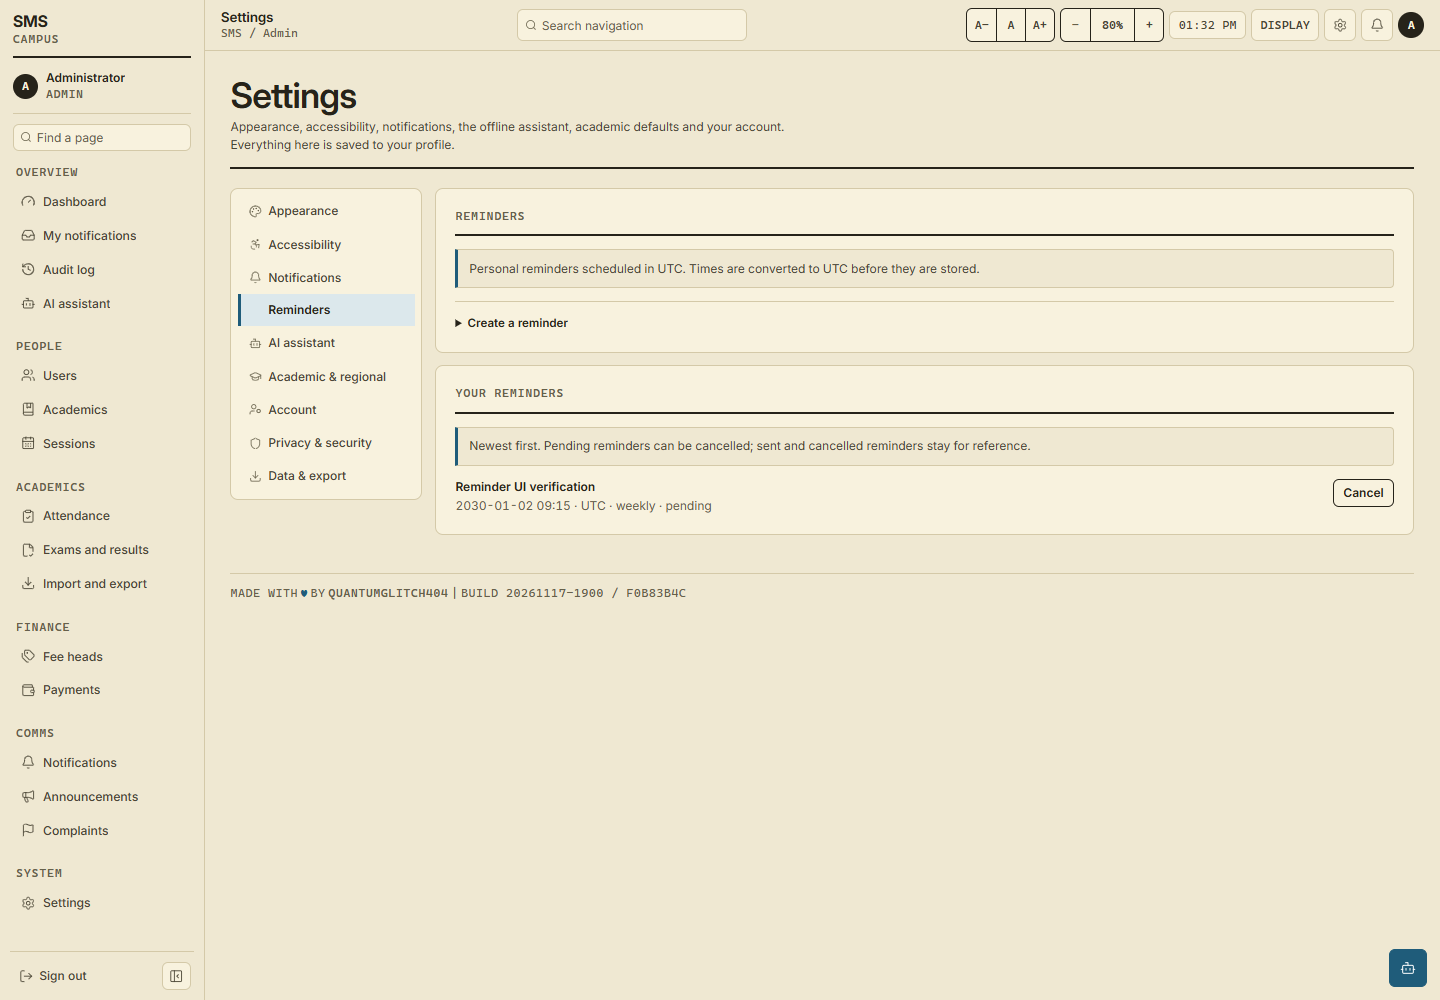 SMS
CAMPUS
A
Administrator
ADMIN
Find a page
OVERVIEW
Dashboard
My notifications
Audit log
AI assistant
PEOPLE
Users
Academics
Sessions
ACADEMICS
Attendance
Exams and results
Import and export
FINANCE
Fee heads
Payments
COMMS
Notifications
Announcements
Complaints
SYSTEM
Settings
Sign out
Settings
SMS / Admin
Search navigation
A− A A+
− 80% +
01:32 PM
DISPLAY
A
Settings
Appearance, accessibility, notifications, the offline assistant, academic defaults and your account.
Everything here is saved to your profile.
Appearance
Accessibility
Notifications
Reminders
AI assistant
Academic & regional
Account
Privacy & security
Data & export
REMINDERS
Personal reminders scheduled in UTC. Times are converted to UTC before they are stored.
Create a reminder
YOUR REMINDERS
Newest first. Pending reminders can be cancelled; sent and cancelled reminders stay for reference.
Reminder UI verification
2030-01-02 09:15 · UTC · weekly · pending
Cancel
MADE WITH ♥ BY QUANTUMGLITCH404 | BUILD 20261117-1900 / F0B83B4C